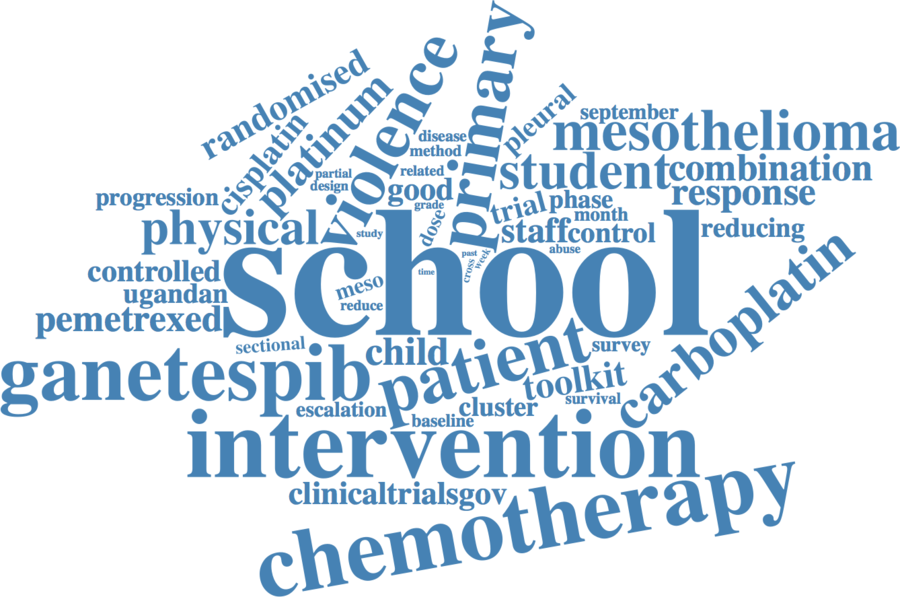 randomised
cisplatin
platinum
violence
primary
pleural
september
mesothelioma
disease
method
student
combination
partial
design
related
good
grade
response
progression
trial
phase
month
dose
physical
study
school
staff
control
reducing
abuse
past
cross
week
time
controlled
ugandan
pemetrexed
meso
reduce
carboplatin
sectional
child
patient
survey
ganetespib
toolkit
survival
escalation
baseline
cluster
intervention
clinicaltrialsgov
chemotherapy